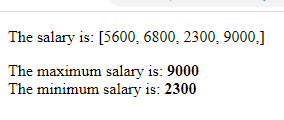 The salary is: [5600, 6800, 2300, 9000,]
The maximum salary is: 9000
The minimum salary is: 2300